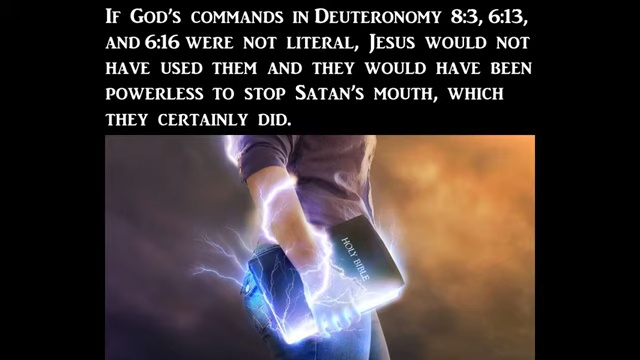 If God's commands in Deuteronomy 8:3, 6:13,
and 6:16 were not literal, Jesus would not
have used them and they would have been
powerless to stop Satan's mouth, which
they certainly did.
HOLY BIBLE